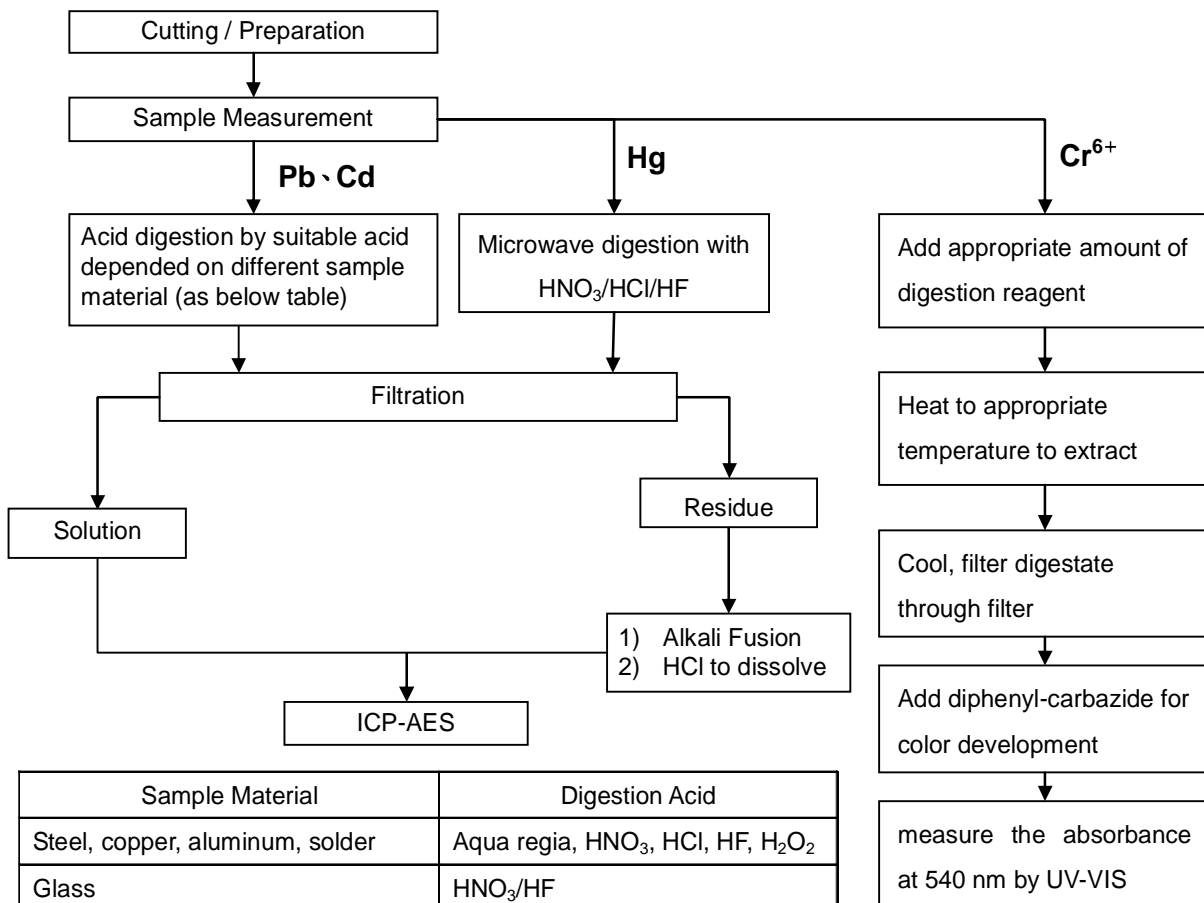 Cutting / Preparation
Sample Measurement
Pb、Cd
Hg
Cr⁶⁺
Acid digestion by suitable acid
depended on different sample
material (as below table)
Microwave digestion with
HNO₃/HCl/HF
Add appropriate amount of
digestion reagent
Filtration
Heat to appropriate
temperature to extract
Solution
Residue
Cool, filter digestate
through filter
1) Alkali Fusion
2) HCl to dissolve
ICP-AES
Add diphenyl-carbazide for
color development
Sample Material Digestion Acid
Steel, copper, aluminum, solder Aqua regia, HNO₃, HCl, HF, H₂O₂
Glass HNO₃/HF
measure the absorbance
at 540 nm by UV-VIS